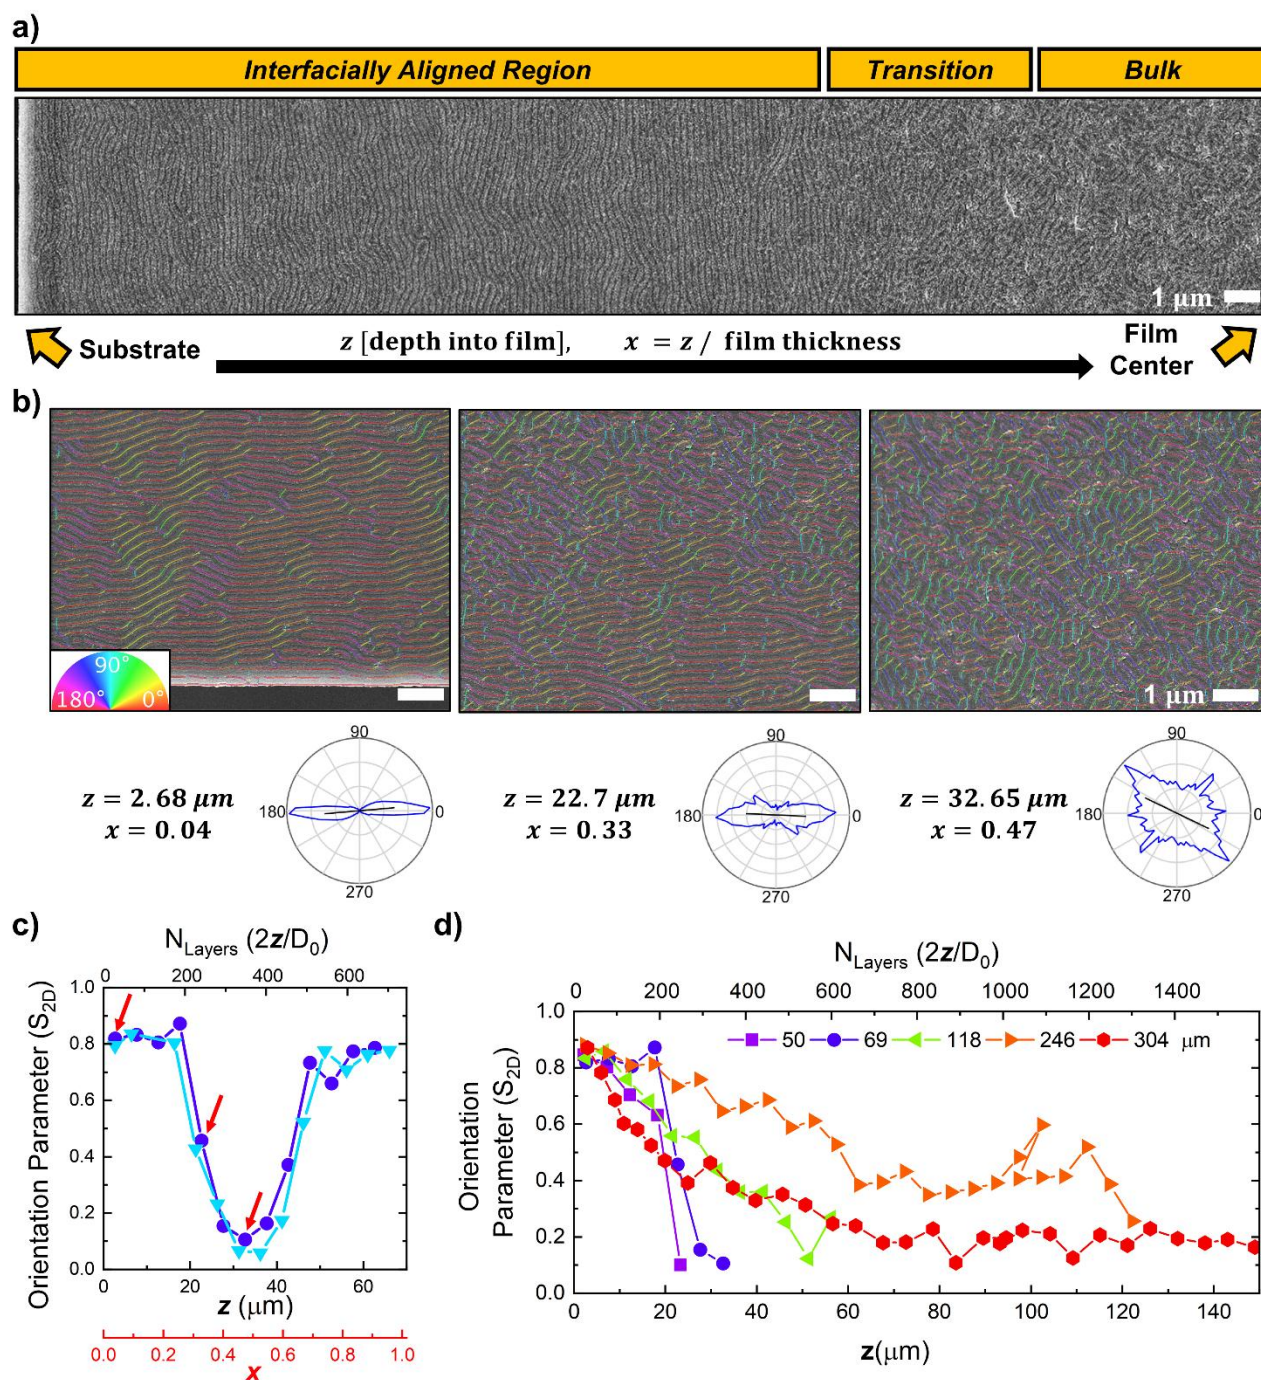 a)
Interfacially Aligned Region
Transition
Bulk
1 μm
Substrate
z [depth into film], x = z / film thickness
Film
Center
b)
90°
180°
0°
1 μm
z = 2.68 μm
x = 0.04
90
180
0
270
z = 22.7 μm
x = 0.33
90
180
0
270
z = 32.65 μm
x = 0.47
90
180
0
270
c)
N_Layers (2z/D_0)
0 200 400 600
Orientation Parameter (S_2D)
1.0
0.8
0.6
0.4
0.2
0.0
0 20 40 60
z (μm)
0.0 0.2 0.4 0.6 0.8 1.0
x
d)
N_Layers (2z/D_0)
0 200 400 600 800 1000 1200 1400
50 69 118 246 304 μm
Orientation
Parameter (S_2D)
1.0
0.8
0.6
0.4
0.2
0.0
0 20 40 60 80 100 120 140
z(μm)